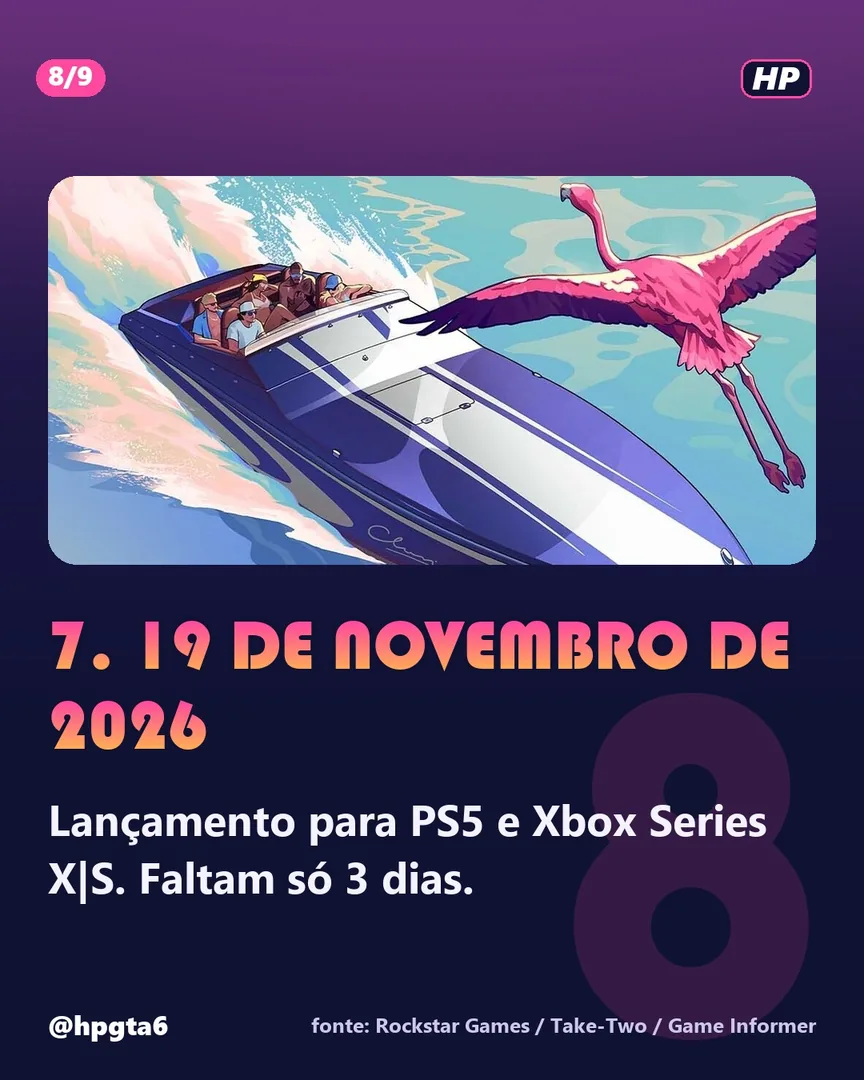 8/9
HP
7. 19 DE NOVEMBRO DE
2026
Lançamento para PS5 e Xbox Series
X|S. Faltam só 3 dias.
8
@hpgta6
fonte: Rockstar Games / Take-Two / Game Informer